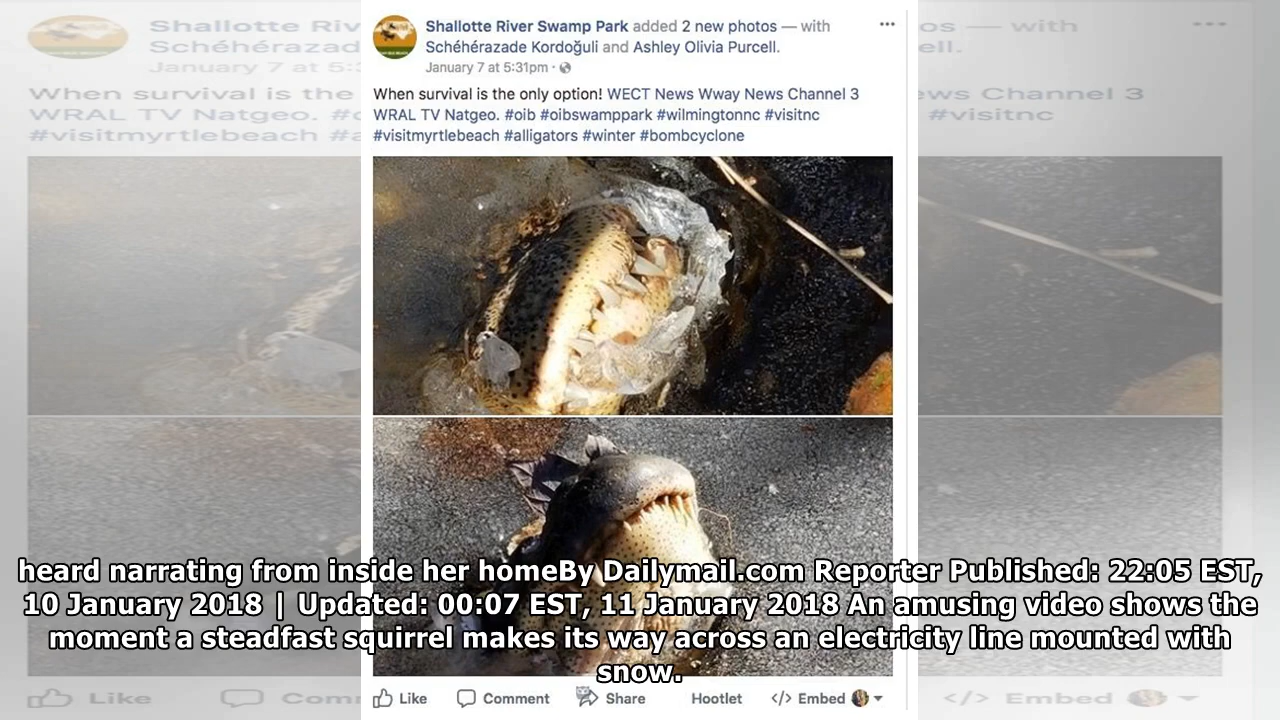 Shallotte River Swamp Park added 2 new photos — with
Schéhérazade Kordoğuli and Ashley Olivia Purcell.
January 7 at 5:31pm ·
When survival is the only option! WECT News Wway News Channel 3
WRAL TV Natgeo. #oib #oibswamppark #wilmingtonnc #visitnc
#visitmyrtlebeach #alligators #winter #bombcyclone
heard narrating from inside her homeBy Dailymail.com Reporter Published: 22:05 EST,
10 January 2018 | Updated: 00:07 EST, 11 January 2018 An amusing video shows the
moment a steadfast squirrel makes its way across an electricity line mounted with
snow.
Like Comment Share Hootlet </> Embed